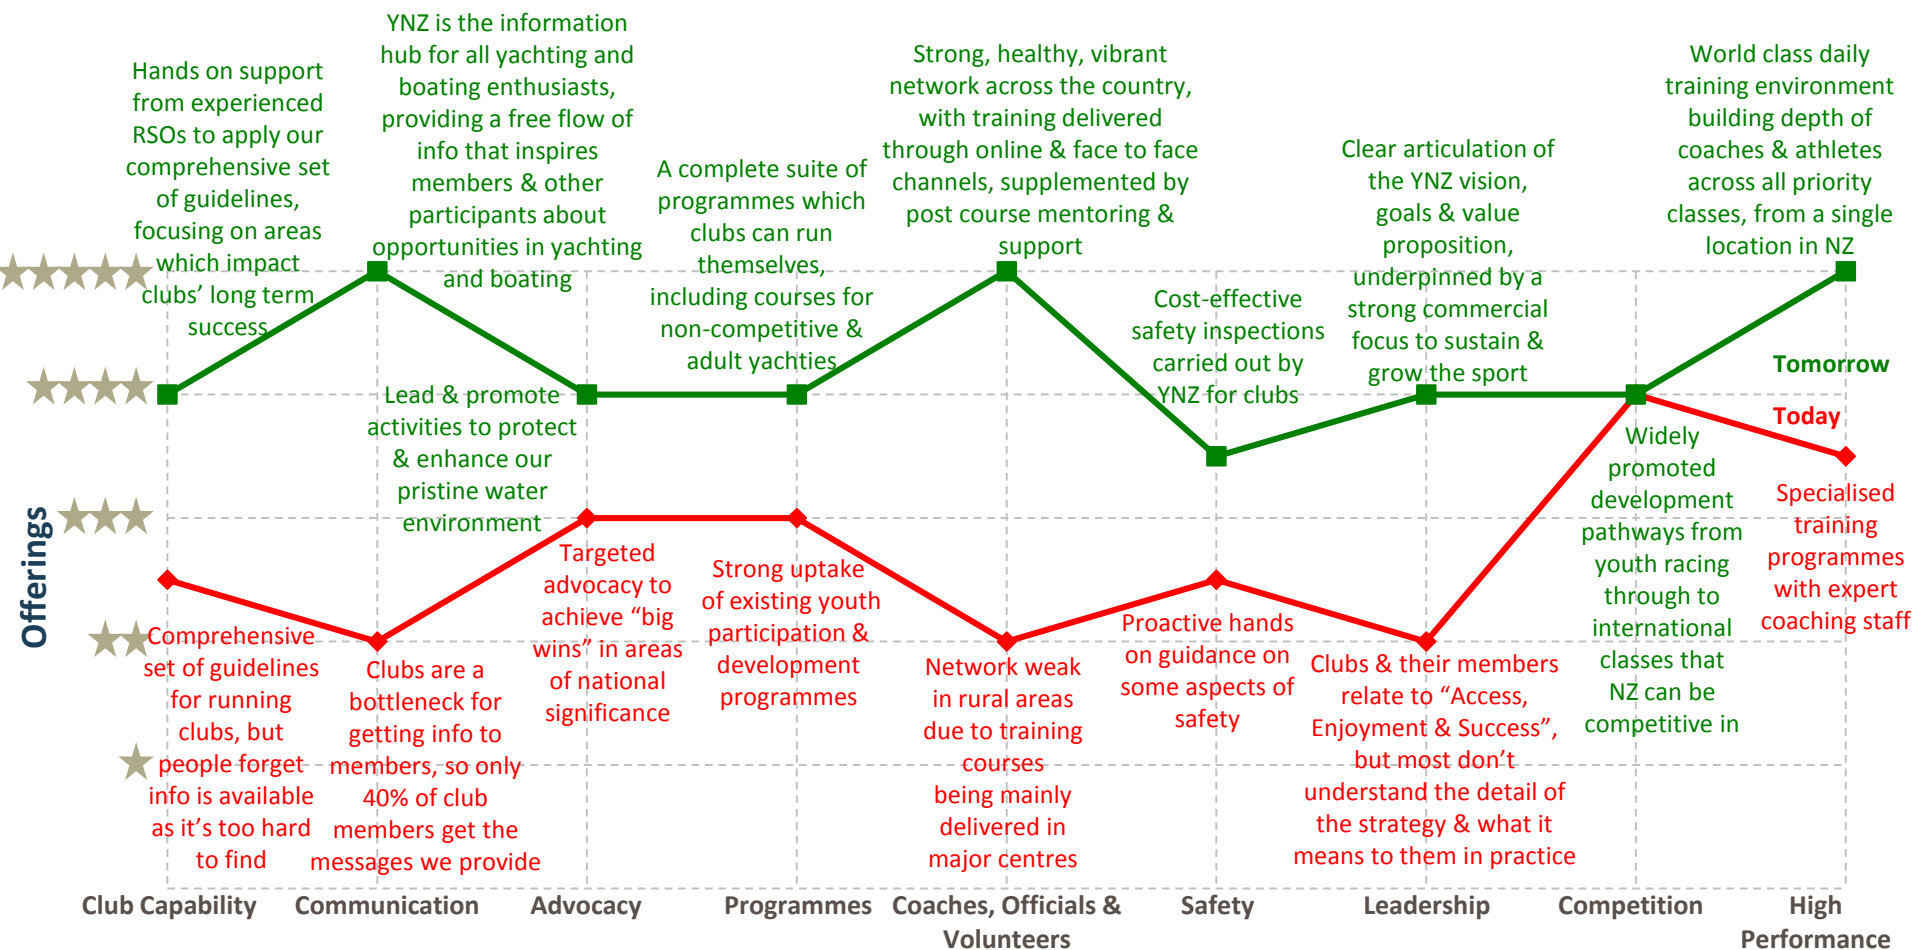 Hands on support
from experienced
RSOs to apply our
comprehensive set
of guidelines,
focusing on areas
which impact
clubs’ long term
success
YNZ is the information
hub for all yachting and
boating enthusiasts,
providing a free flow of
info that inspires
members & other
participants about
opportunities in yachting
and boating
Lead & promote
activities to protect
& enhance our
pristine water
environment
A complete suite of
programmes which
clubs can run
themselves,
including courses for
non-competitive &
adult yachties
Strong, healthy, vibrant
network across the country,
with training delivered
through online & face to face
channels, supplemented by
post course mentoring &
support
Cost-effective
safety inspections
carried out by
YNZ for clubs
Clear articulation of
the YNZ vision,
goals & value
proposition,
underpinned by a
strong commercial
focus to sustain &
grow the sport
Widely
promoted
development
pathways from
youth racing
through to
international
classes that
NZ can be
competitive in
World class daily
training environment
building depth of
coaches & athletes
across all priority
classes, from a single
location in NZ
Tomorrow
Today
Offerings
Comprehensive
set of guidelines
for running
clubs, but
people forget
info is available
as it’s too hard
to find
Clubs are a
bottleneck for
getting info to
members, so only
40% of club
members get the
messages we provide
Targeted
advocacy to
achieve “big
wins” in areas
of national
significance
Strong uptake
of existing youth
participation &
development
programmes
Network weak
in rural areas
due to training
courses
being mainly
delivered in
major centres
Proactive hands
on guidance on
some aspects of
safety
Clubs & their members
relate to “Access,
Enjoyment & Success”,
but most don’t
understand the detail of
the strategy & what it
means to them in practice
Specialised
training
programmes
with expert
coaching staff
Club Capability
Communication
Advocacy
Programmes
Coaches, Officials &
Volunteers
Safety
Leadership
Competition
High
Performance